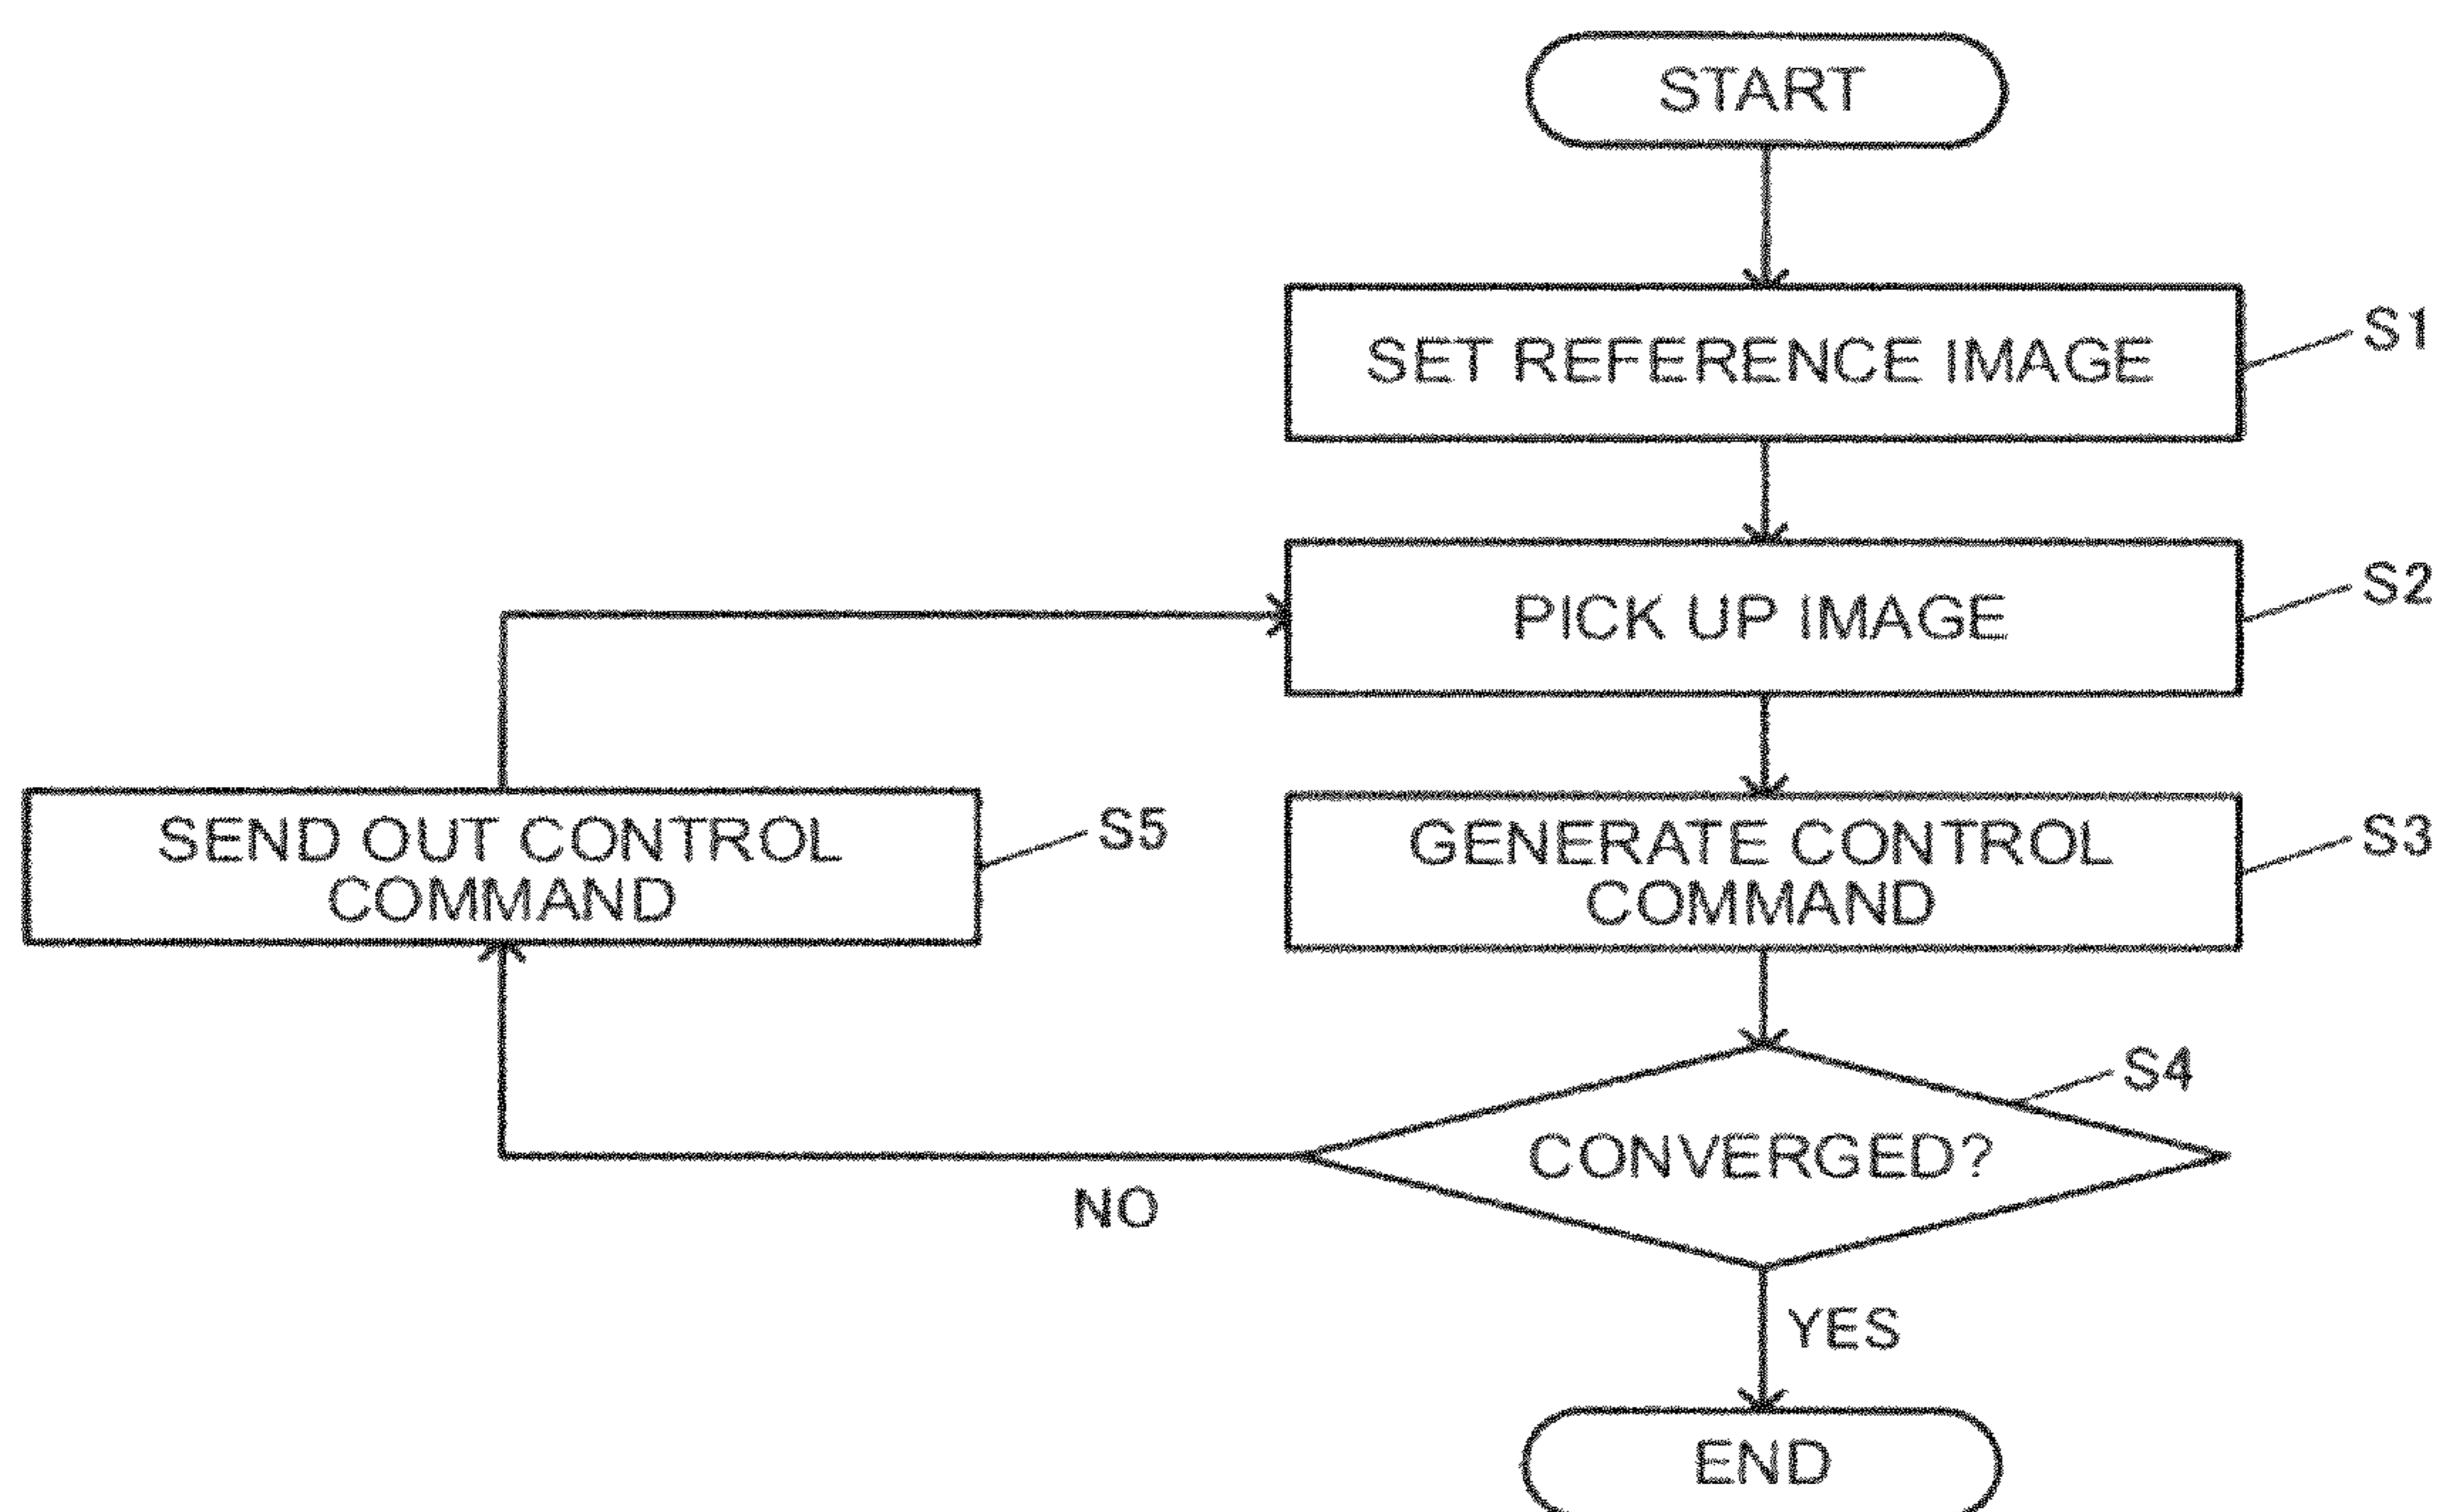 START
SET REFERENCE IMAGE
S1
PICK UP IMAGE
S2
SEND OUT CONTROL
COMMAND
S5
GENERATE CONTROL
COMMAND
S3
CONVERGED?
S4
NO
YES
END